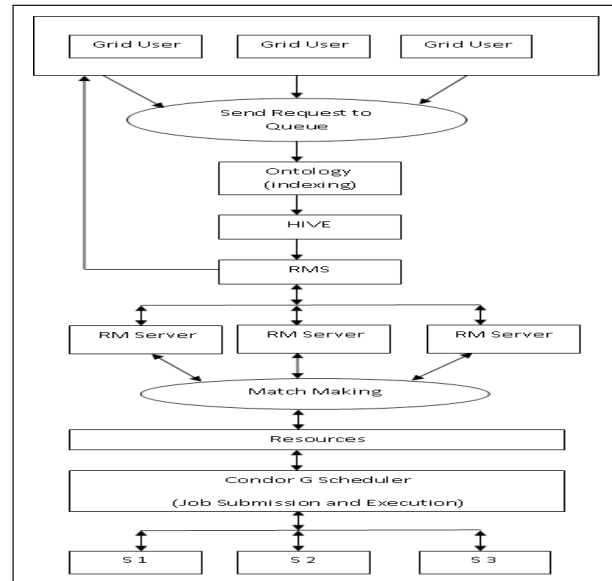 Grid User Grid User Grid User
Send Request to
Queue
Ontology
(indexing)
HIVE
RMS
RM Server RM Server RM Server
Match Making
Resources
Condor G Scheduler
(Job Submission and Execution)
S 1 S 2 S 3